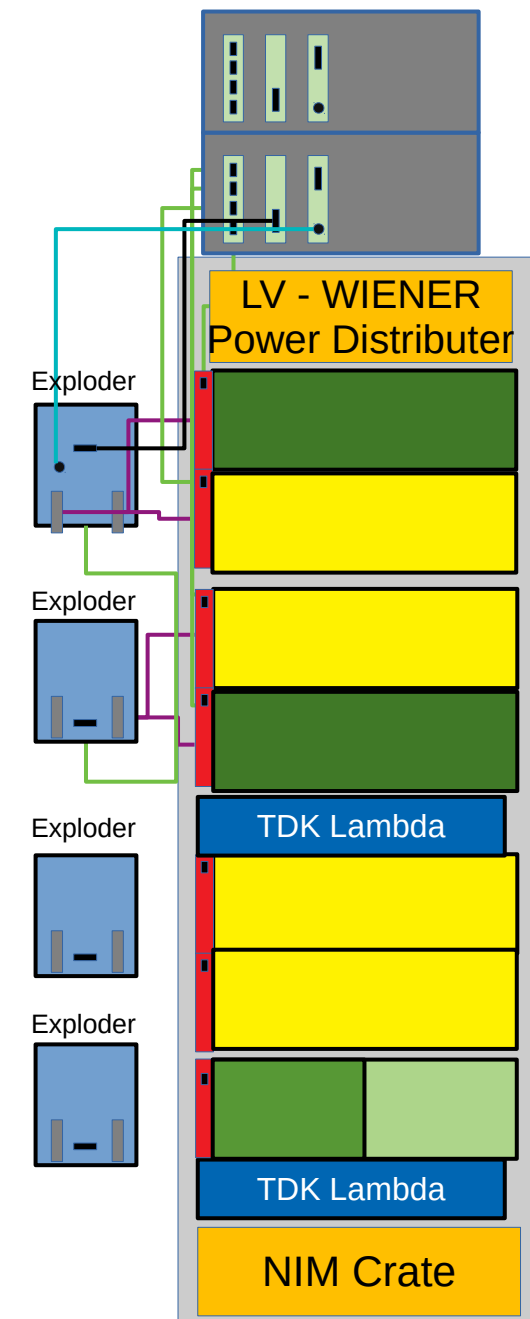 LV - WIENER
Power Distributer
Exploder
Exploder
TDK Lambda
Exploder
Exploder
TDK Lambda
NIM Crate